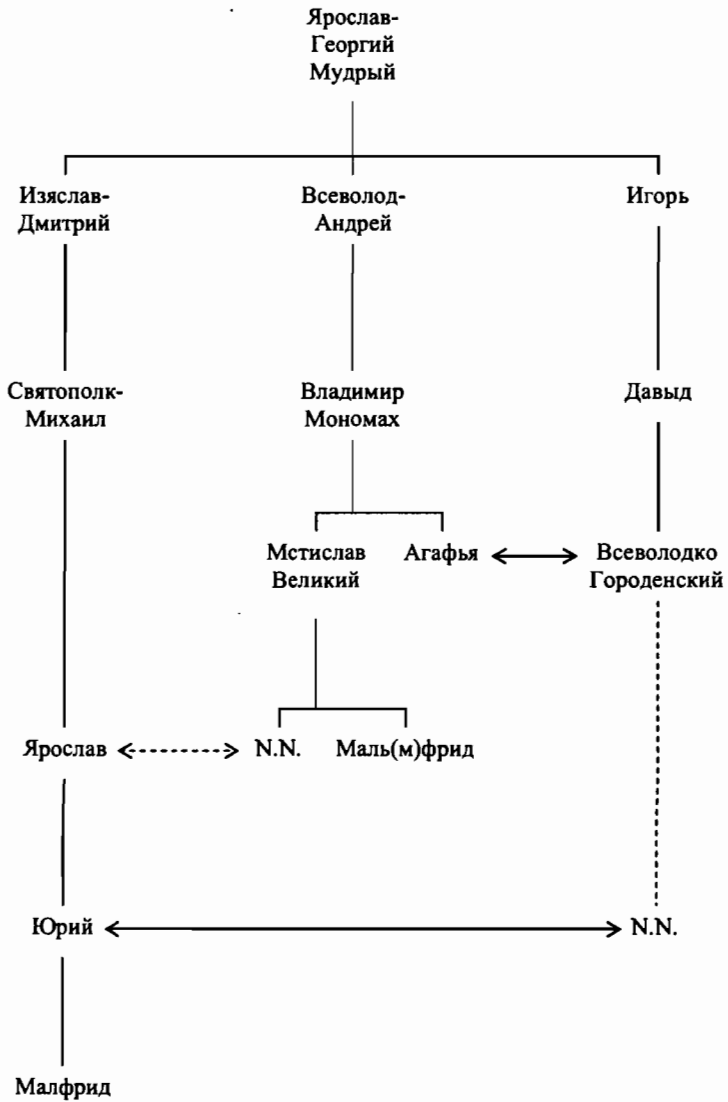 Ярослав-
Георгий
Мудрый
Изяслав-
Дмитрий
Всеволод-
Андрей
Игорь
Святополк-
Михаил
Владимир
Мономах
Давыд
Мстислав
Великий
Агафья
Всеволодко
Городенский
Ярослав
N.N.
Маль(м)фрид
Юрий
N.N.
Малфрид